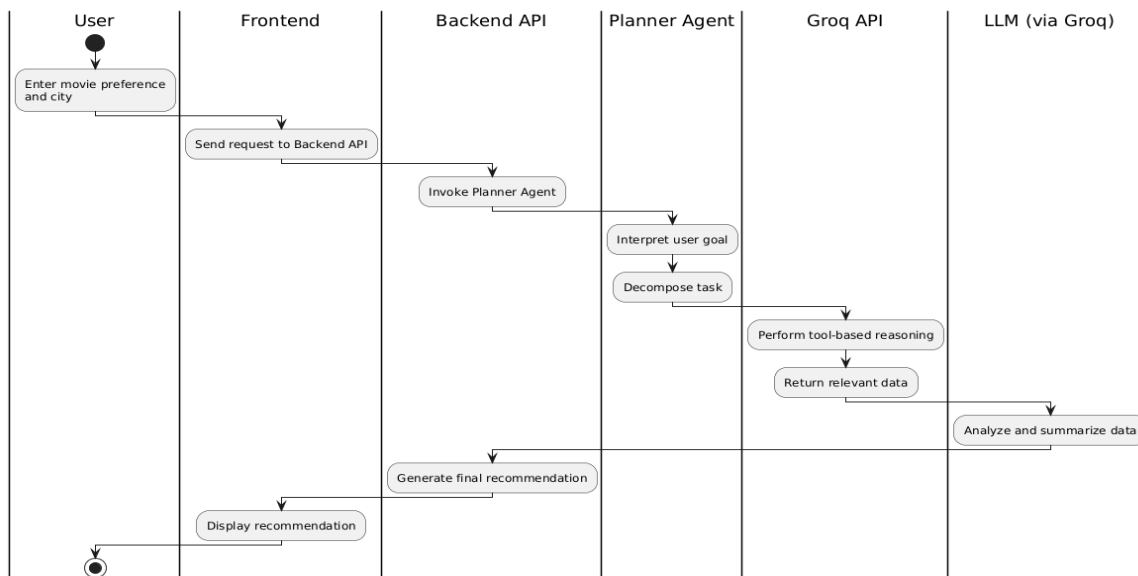 User
Frontend
Backend API
Planner Agent
Groq API
LLM (via Groq)
Enter movie preference
and city
Send request to Backend API
Invoke Planner Agent
Interpret user goal
Decompose task
Perform tool-based reasoning
Return relevant data
Analyze and summarize data
Generate final recommendation
Display recommendation